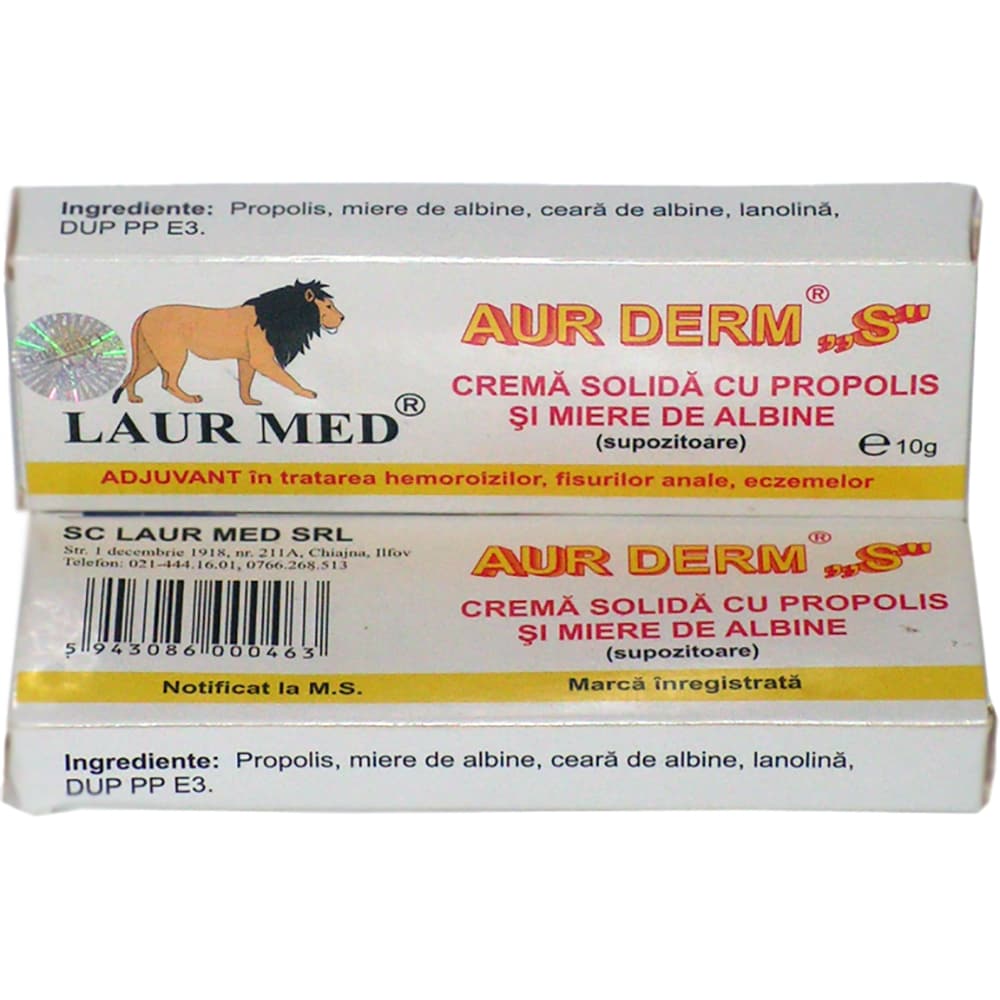 Ingrediente: Propolis, miere de albine, ceară de albine, lanolină,
DUP PP E3.
AUR DERM® „S"
CREMĂ SOLIDĂ CU PROPOLIS
ȘI MIERE DE ALBINE
(supozitoare)
℮ 10g
LAUR MED®
ADJUVANT în tratarea hemoroizilor, fisurilor anale, eczemelor
SC LAUR MED SRL
Str. 1 decembrie 1918, nr. 211A, Chiajna, Ilfov
Telefon: 021-444.16.01, 0766.268.513
5 943086 000463
AUR DERM® „S"
CREMĂ SOLIDĂ CU PROPOLIS
ȘI MIERE DE ALBINE
(supozitoare)
Notificat la M.S.
Marcă înregistrată
Ingrediente: Propolis, miere de albine, ceară de albine, lanolină,
DUP PP E3.